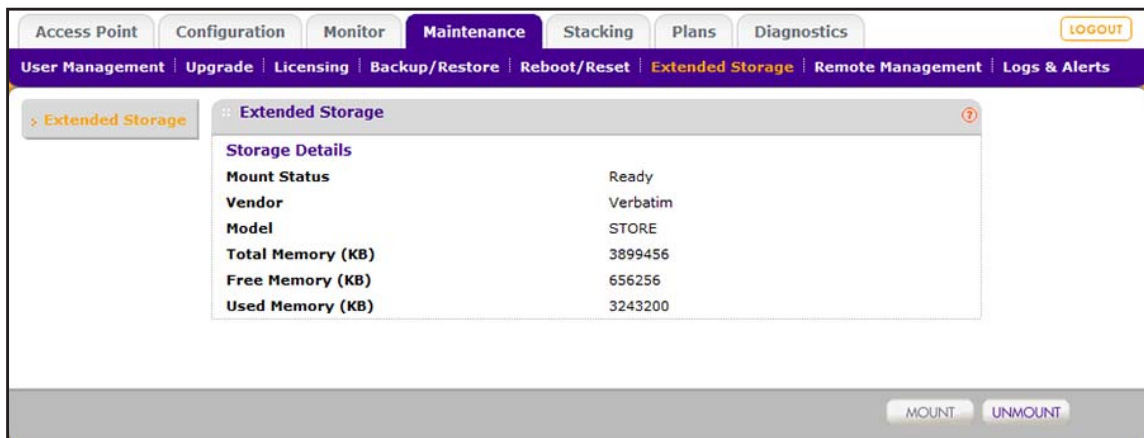 Access Point Configuration Monitor Maintenance Stacking Plans Diagnostics LOGOUT
User Management Upgrade Licensing Backup/Restore Reboot/Reset Extended Storage Remote Management Logs & Alerts
Extended Storage
Extended Storage ?
Storage Details
Mount Status Ready
Vendor Verbatim
Model STORE
Total Memory (KB) 3899456
Free Memory (KB) 656256
Used Memory (KB) 3243200
MOUNT UNMOUNT